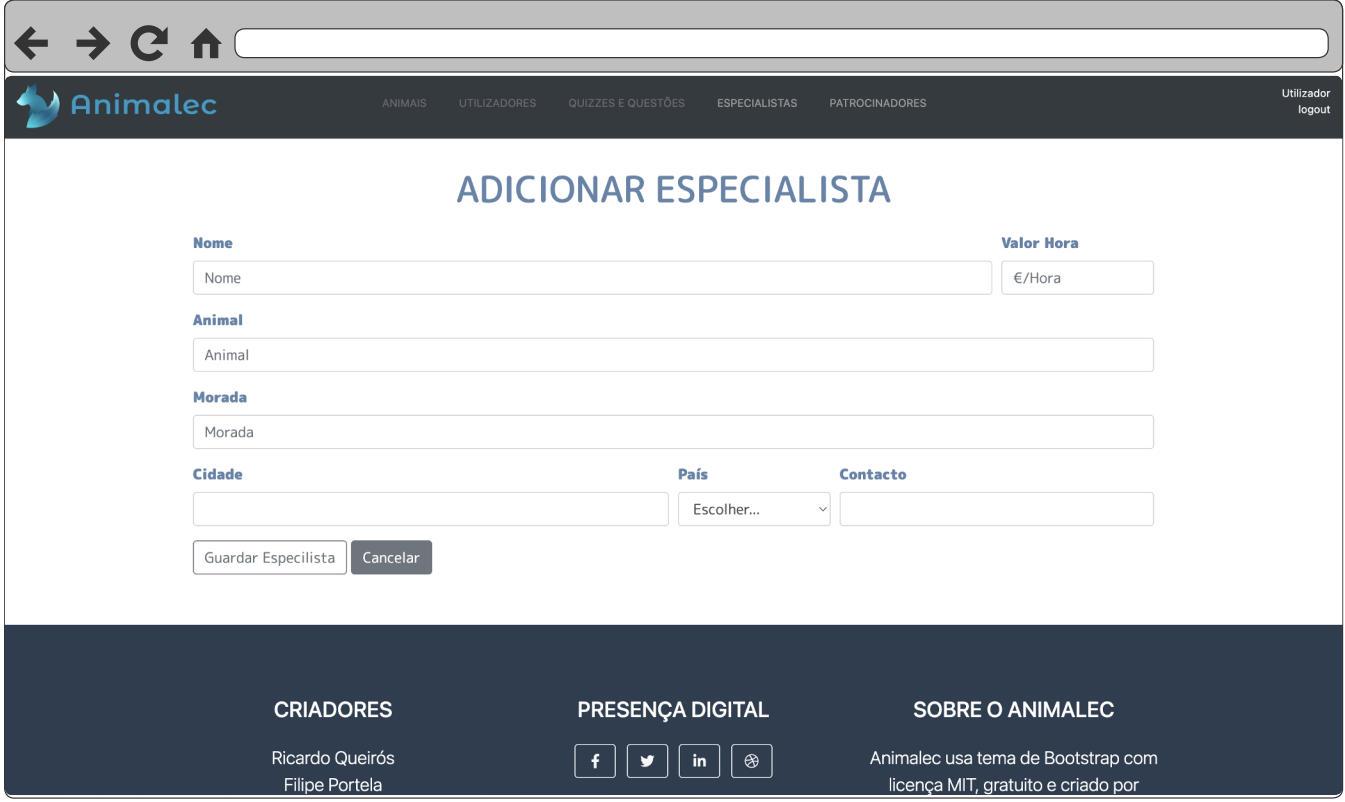 Animalec
ANIMAIS UTILIZADORES QUIZZES E QUESTÕES ESPECIALISTAS PATROCINADORES
Utilizador
logout
ADICIONAR ESPECIALISTA
Nome Valor Hora
Nome €/Hora
Animal
Animal
Morada
Morada
Cidade País Contacto
Escolher...
Guardar Especilista Cancelar
CRIADORES PRESENÇA DIGITAL SOBRE O ANIMALEC
Ricardo Queirós Animalec usa tema de Bootstrap com
Filipe Portela licença MIT, gratuito e criado por